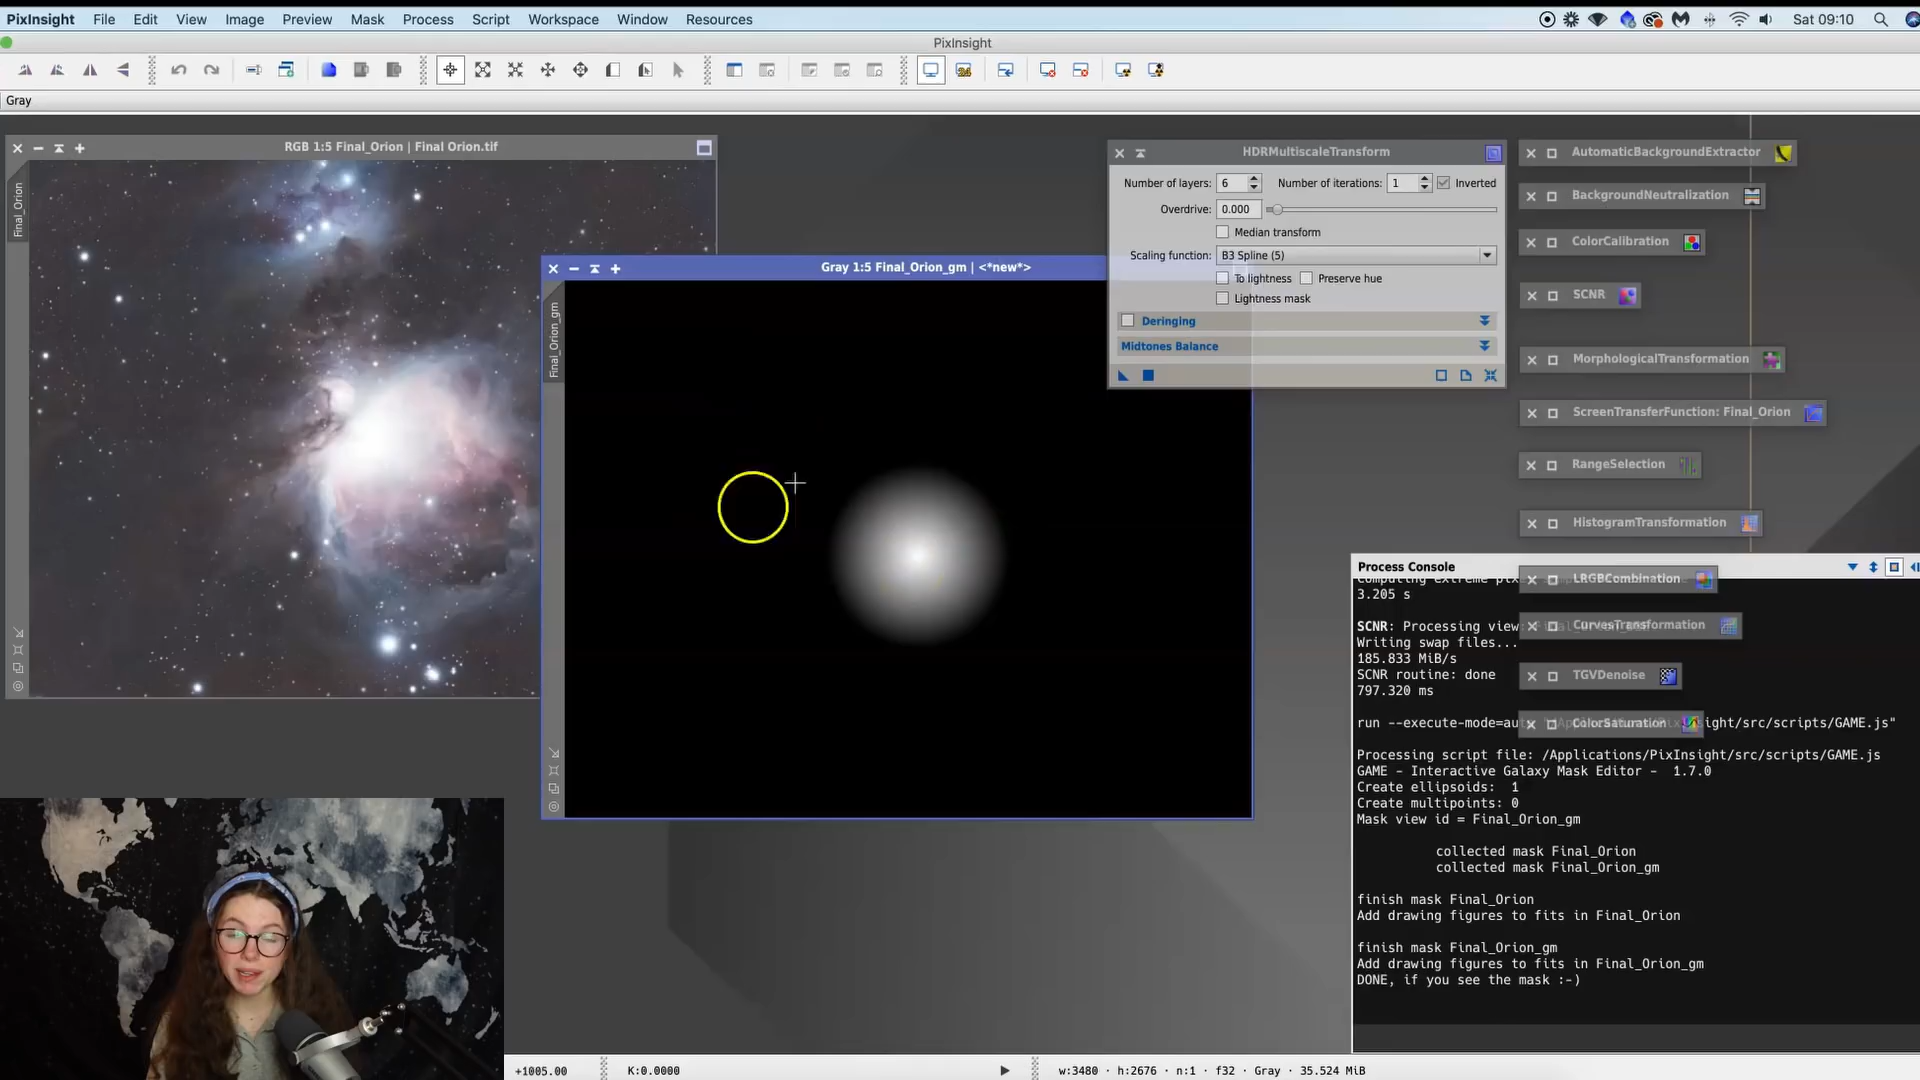 PixInsight File Edit View Image Preview Mask Process Script Workspace Window Resources Sat 09:10
PixInsight
Gray
RGB 1:5 Final_Orion | Final Orion.tif
Final_Orion
Gray 1:5 Final_Orion_gm | <*new*>
Final_Orion_gm
HDRMultiscaleTransform
Number of layers: 6 Number of iterations: 1 Inverted
Overdrive: 0.000
Median transform
Scaling function: B3 Spline (5)
To lightness Preserve hue
Lightness mask
Deringing
Midtones Balance
AutomaticBackgroundExtractor
BackgroundNeutralization
ColorCalibration
SCNR
MorphologicalTransformation
ScreenTransferFunction: Final_Orion
RangeSelection
HistogramTransformation
LRGBCombination
CurvesTransformation
TGVDenoise
ColorSaturation
Process Console
3.205 s
SCNR: Processing view:
Writing swap files...
185.833 MiB/s
SCNR routine: done
797.320 ms
run --execute-mode=au ight/src/scripts/GAME.js"
Processing script file: /Applications/PixInsight/src/scripts/GAME.js
GAME - Interactive Galaxy Mask Editor - 1.7.0
Create ellipsoids: 1
Create multipoints: 0
Mask view id = Final_Orion_gm
collected mask Final_Orion
collected mask Final_Orion_gm
finish mask Final_Orion
Add drawing figures to fits in Final_Orion
finish mask Final_Orion_gm
Add drawing figures to fits in Final_Orion_gm
DONE, if you see the mask :-)
+1005.00 K:0.0000 w:3480 · h:2676 · n:1 · f32 · Gray · 35.524 MiB